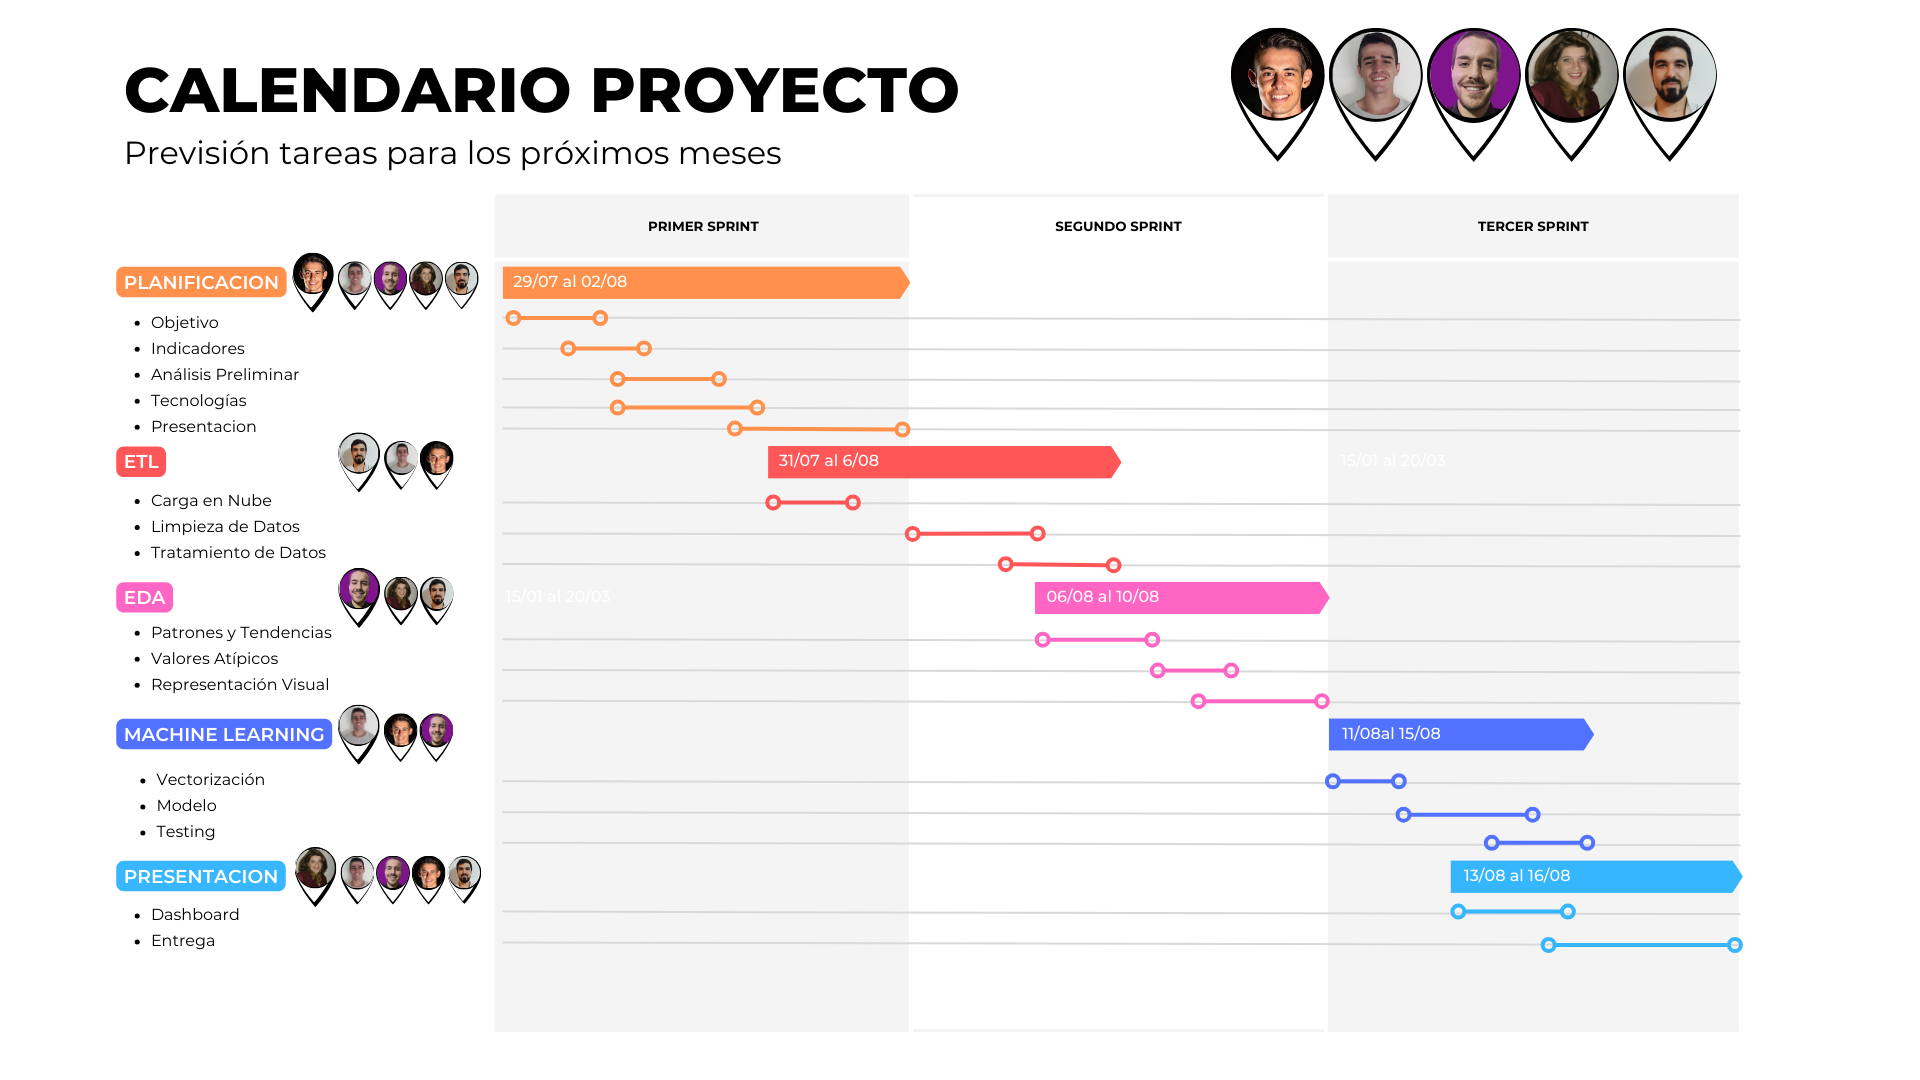 CALENDARIO PROYECTO
Previsión tareas para los próximos meses
PRIMER SPRINT
SEGUNDO SPRINT
TERCER SPRINT
PLANIFICACION
29/07 al 02/08
Objetivo
Indicadores
Análisis Preliminar
Tecnologías
Presentacion
ETL
31/07 al 6/08
15/01 al 20/03
Carga en Nube
Limpieza de Datos
Tratamiento de Datos
EDA
15/01 al 20/03
06/08 al 10/08
Patrones y Tendencias
Valores Atípicos
Representación Visual
MACHINE LEARNING
11/08al 15/08
Vectorización
Modelo
Testing
PRESENTACION
13/08 al 16/08
Dashboard
Entrega